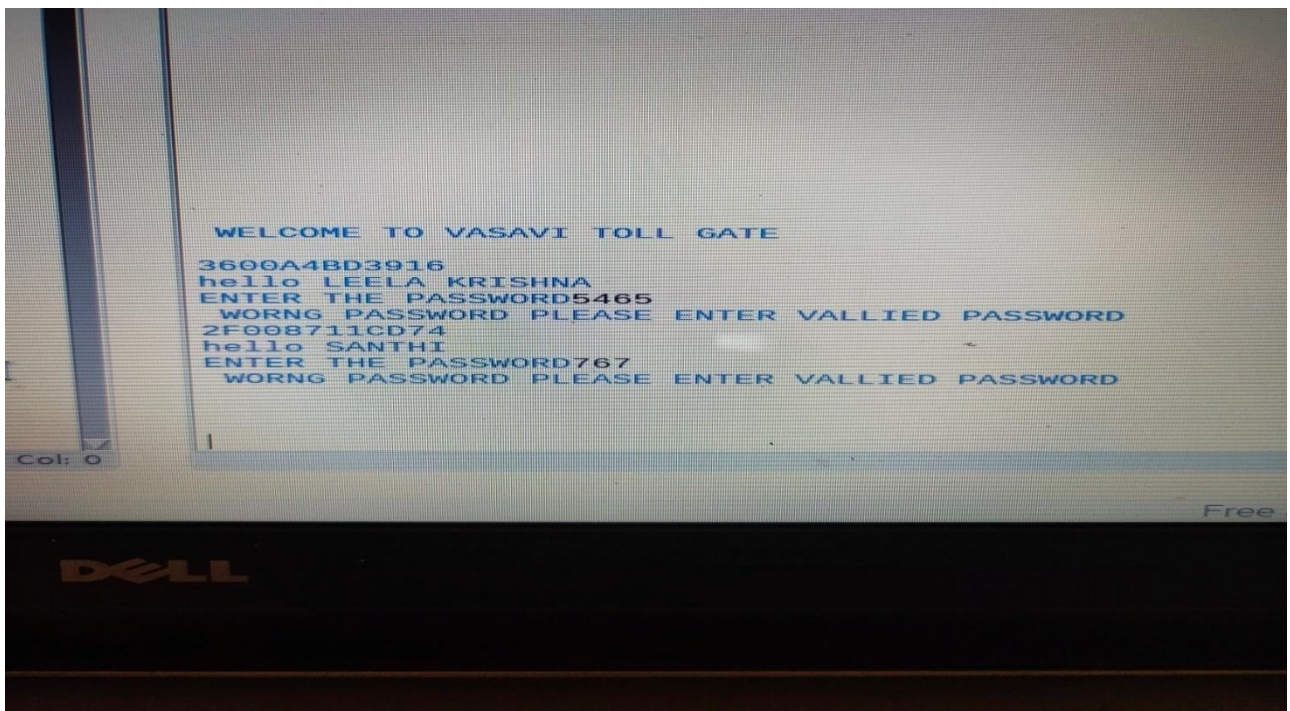 WELCOME TO VASAVI TOLL GATE
3600A4BD3916
hello LEELA KRISHNA
ENTER THE PASSWORD5465
WORNG PASSWORD PLEASE ENTER VALLIED PASSWORD
2F008711CD74
hello SANTHI
ENTER THE PASSWORD767
WORNG PASSWORD PLEASE ENTER VALLIED PASSWORD
Col: 0
Free
DELL